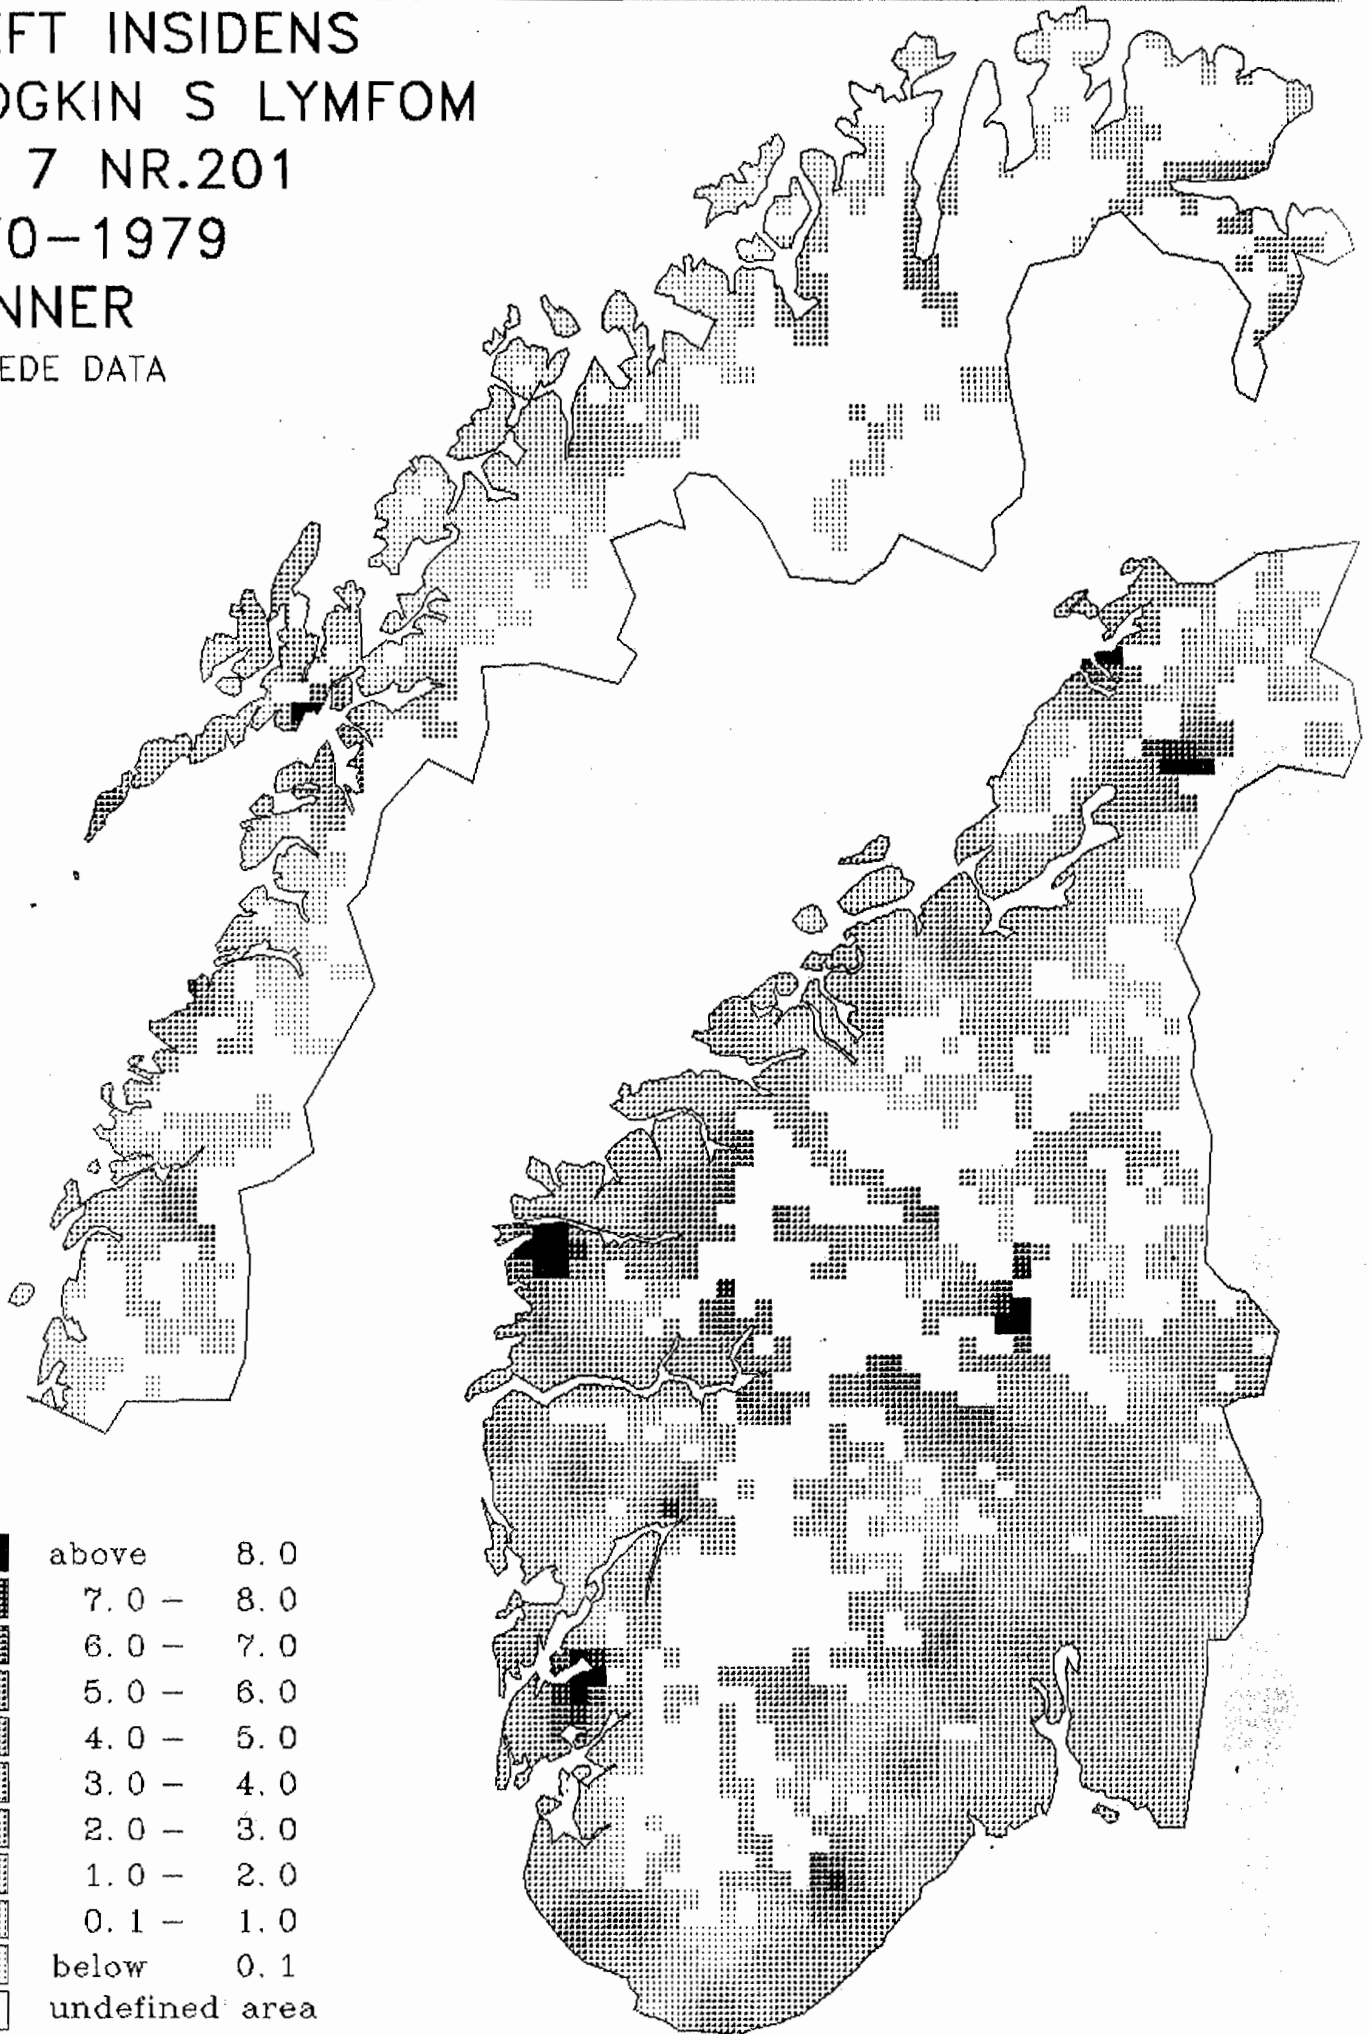 EFT INSIDENS
DGKIN S LYMFOM
7 NR.201
70-1979
NNER
EDE DATA
above 8.0
7.0 - 8.0
6.0 - 7.0
5.0 - 6.0
4.0 - 5.0
3.0 - 4.0
2.0 - 3.0
1.0 - 2.0
0.1 - 1.0
below 0.1
undefined area